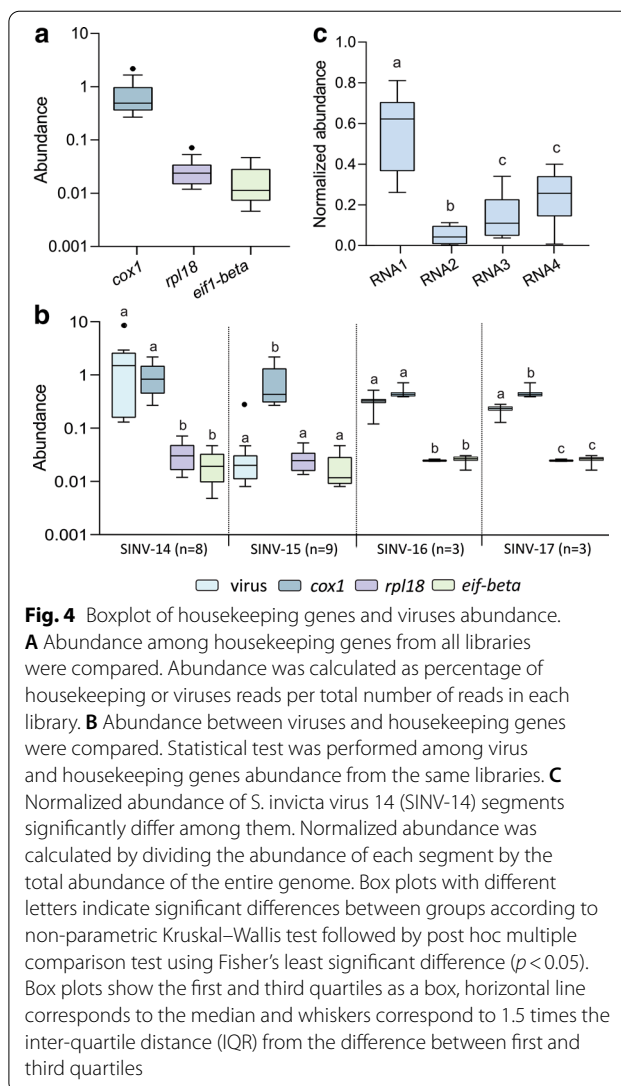 a
Abundance
10
1
0.1
0.01
0.001
cox1
rpl18
eif1-beta
c
Normalized abundance
1.0
0.8
0.6
0.4
0.2
0.0
a
b
c
c
RNA1
RNA2
RNA3
RNA4
b
Abundance
10
1
0.1
0.01
0.001
a a b b
a b a a
a a b b
a b c c
SINV-14 (n=8) SINV-15 (n=9) SINV-16 (n=3) SINV-17 (n=3)
virus cox1 rpl18 eif-beta
Fig. 4 Boxplot of housekeeping genes and viruses abundance.
A Abundance among housekeeping genes from all libraries
were compared. Abundance was calculated as percentage of
housekeeping or viruses reads per total number of reads in each
library. B Abundance between viruses and housekeeping genes
were compared. Statistical test was performed among virus
and housekeeping genes abundance from the same libraries. C
Normalized abundance of S. invicta virus 14 (SINV-14) segments
significantly differ among them. Normalized abundance was
calculated by dividing the abundance of each segment by the
total abundance of the entire genome. Box plots with different
letters indicate significant differences between groups according to
non-parametric Kruskal–Wallis test followed by post hoc multiple
comparison test using Fisher's least significant difference (p < 0.05).
Box plots show the first and third quartiles as a box, horizontal line
corresponds to the median and whiskers correspond to 1.5 times the
inter-quartile distance (IQR) from the difference between first and
third quartiles